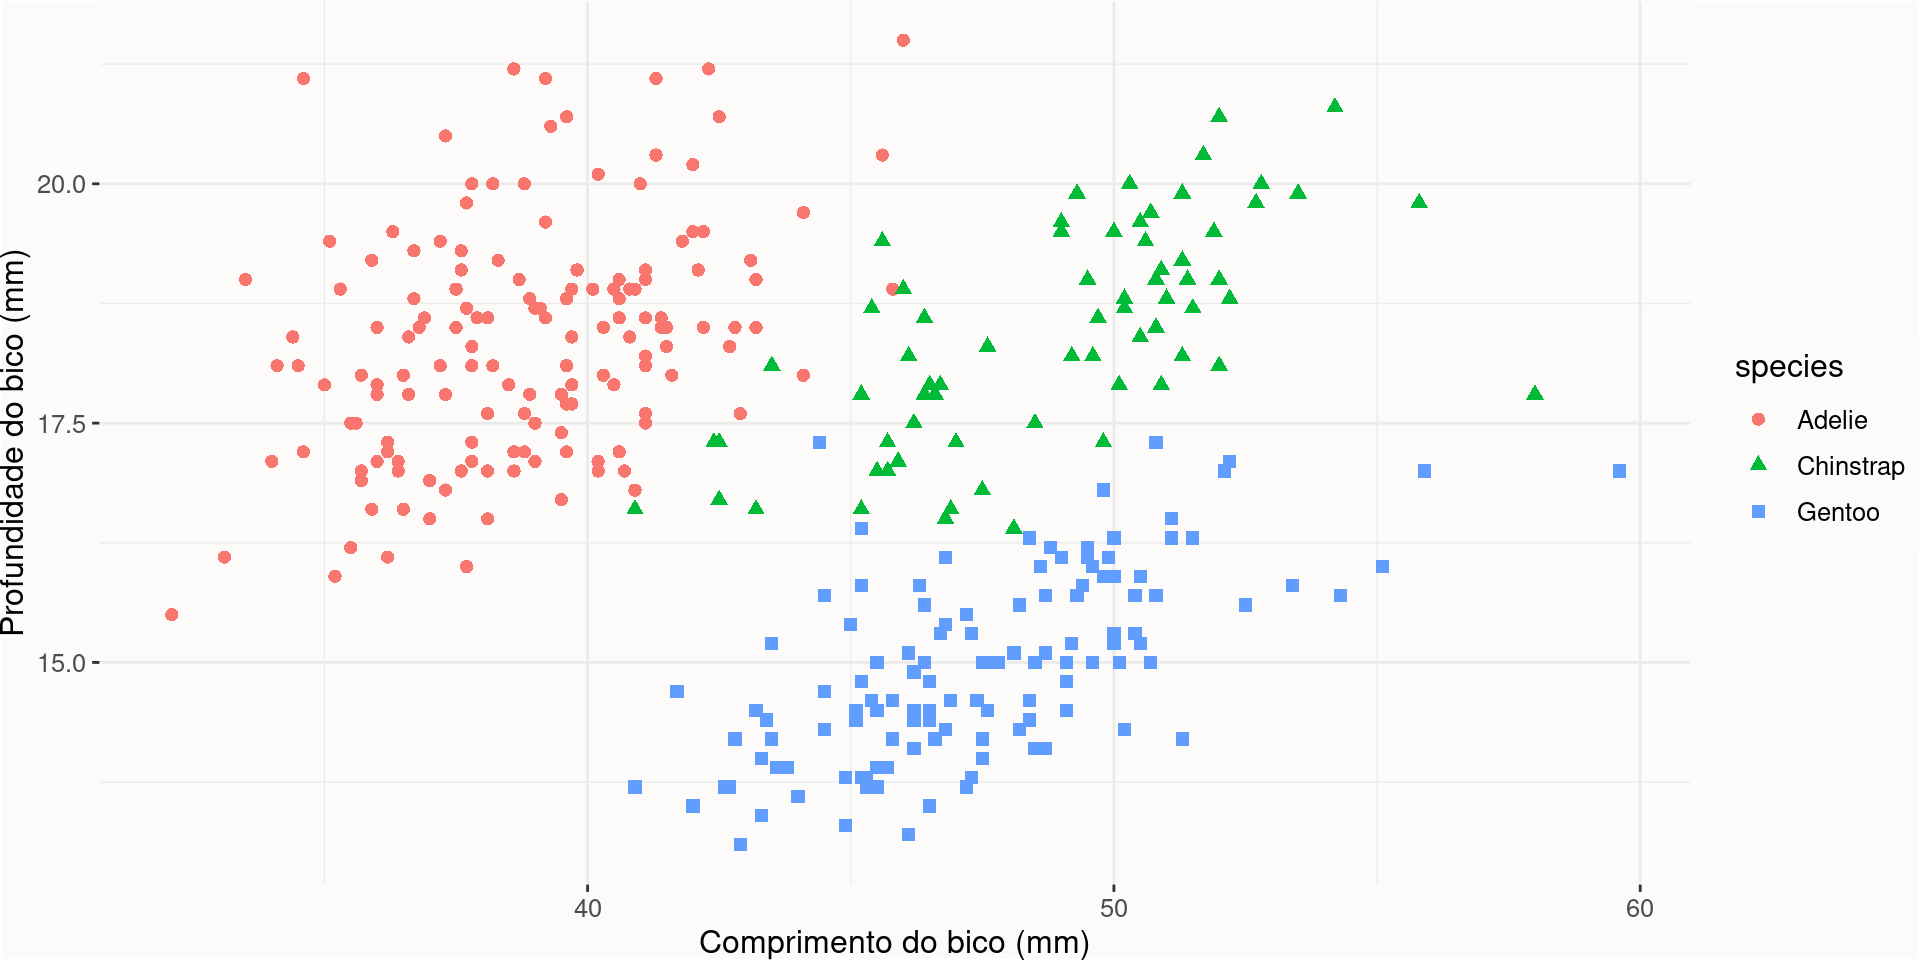 Profundidade do bico (mm)
20.0
17.5
15.0
40
50
60
Comprimento do bico (mm)
species
Adelie
Chinstrap
Gentoo